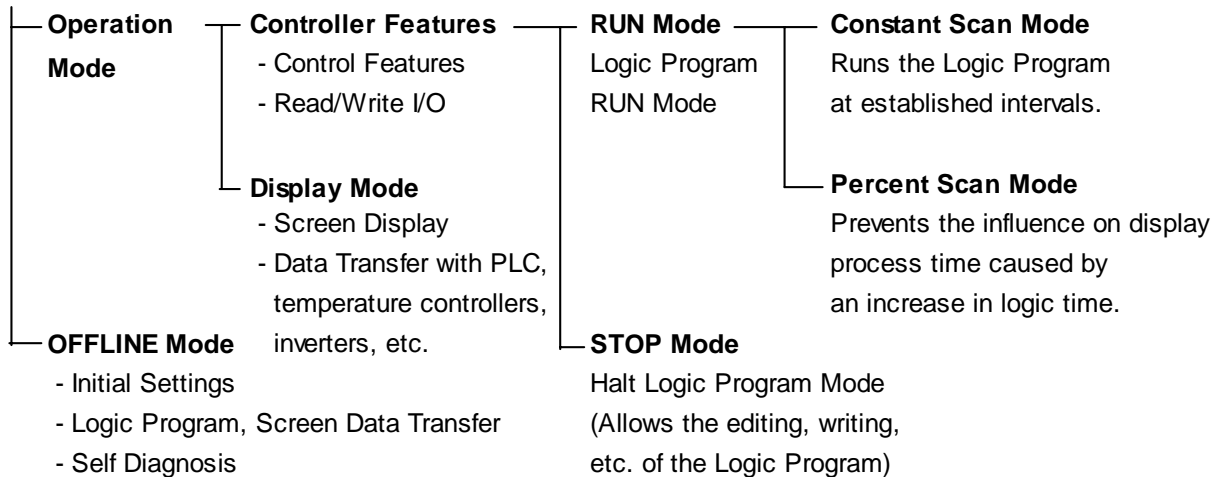 Operation
Mode
Controller Features
- Control Features
- Read/Write I/O
Display Mode
- Screen Display
- Data Transfer with PLC,
temperature controllers,
inverters, etc.
RUN Mode
Logic Program
RUN Mode
Constant Scan Mode
Runs the Logic Program
at established intervals.
Percent Scan Mode
Prevents the influence on display
process time caused by
an increase in logic time.
STOP Mode
Halt Logic Program Mode
(Allows the editing, writing,
etc. of the Logic Program)
OFFLINE Mode
- Initial Settings
- Logic Program, Screen Data Transfer
- Self Diagnosis